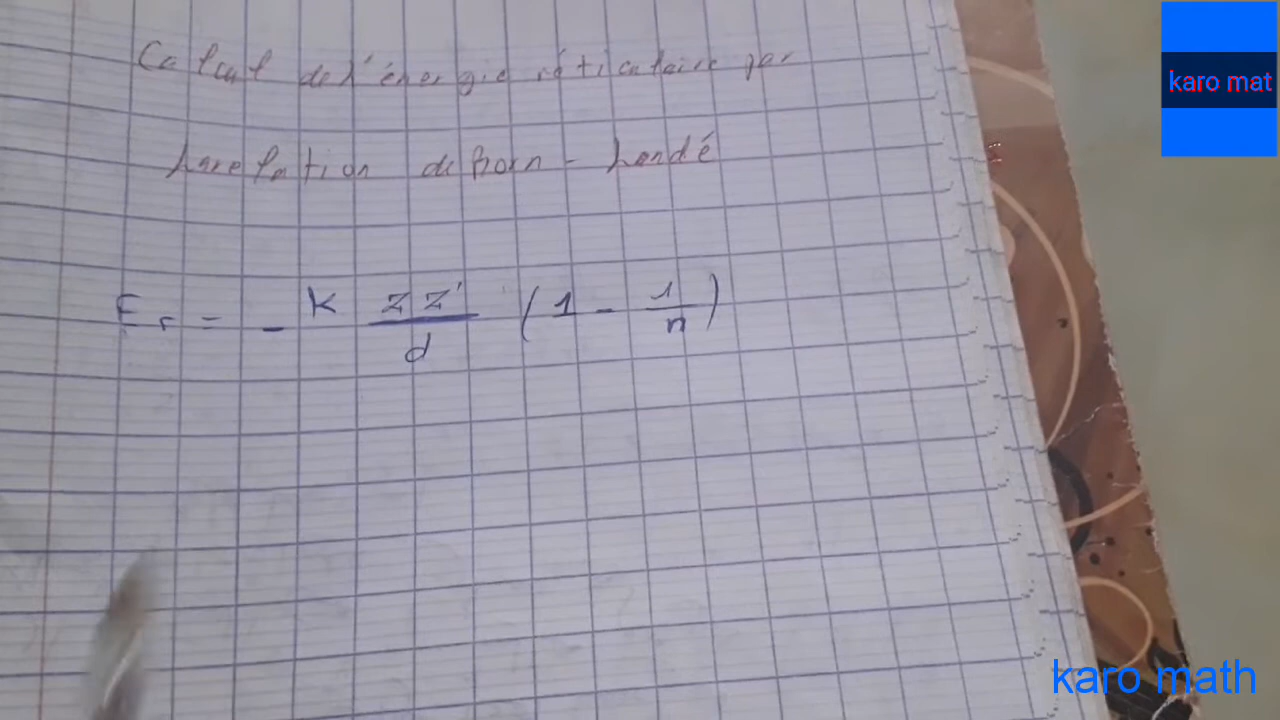 Calcul de l'énergie réticulaire par
la relation de born - landé
Er = - K ZZ'/d (1 - 1/n)
karo mat
karo math